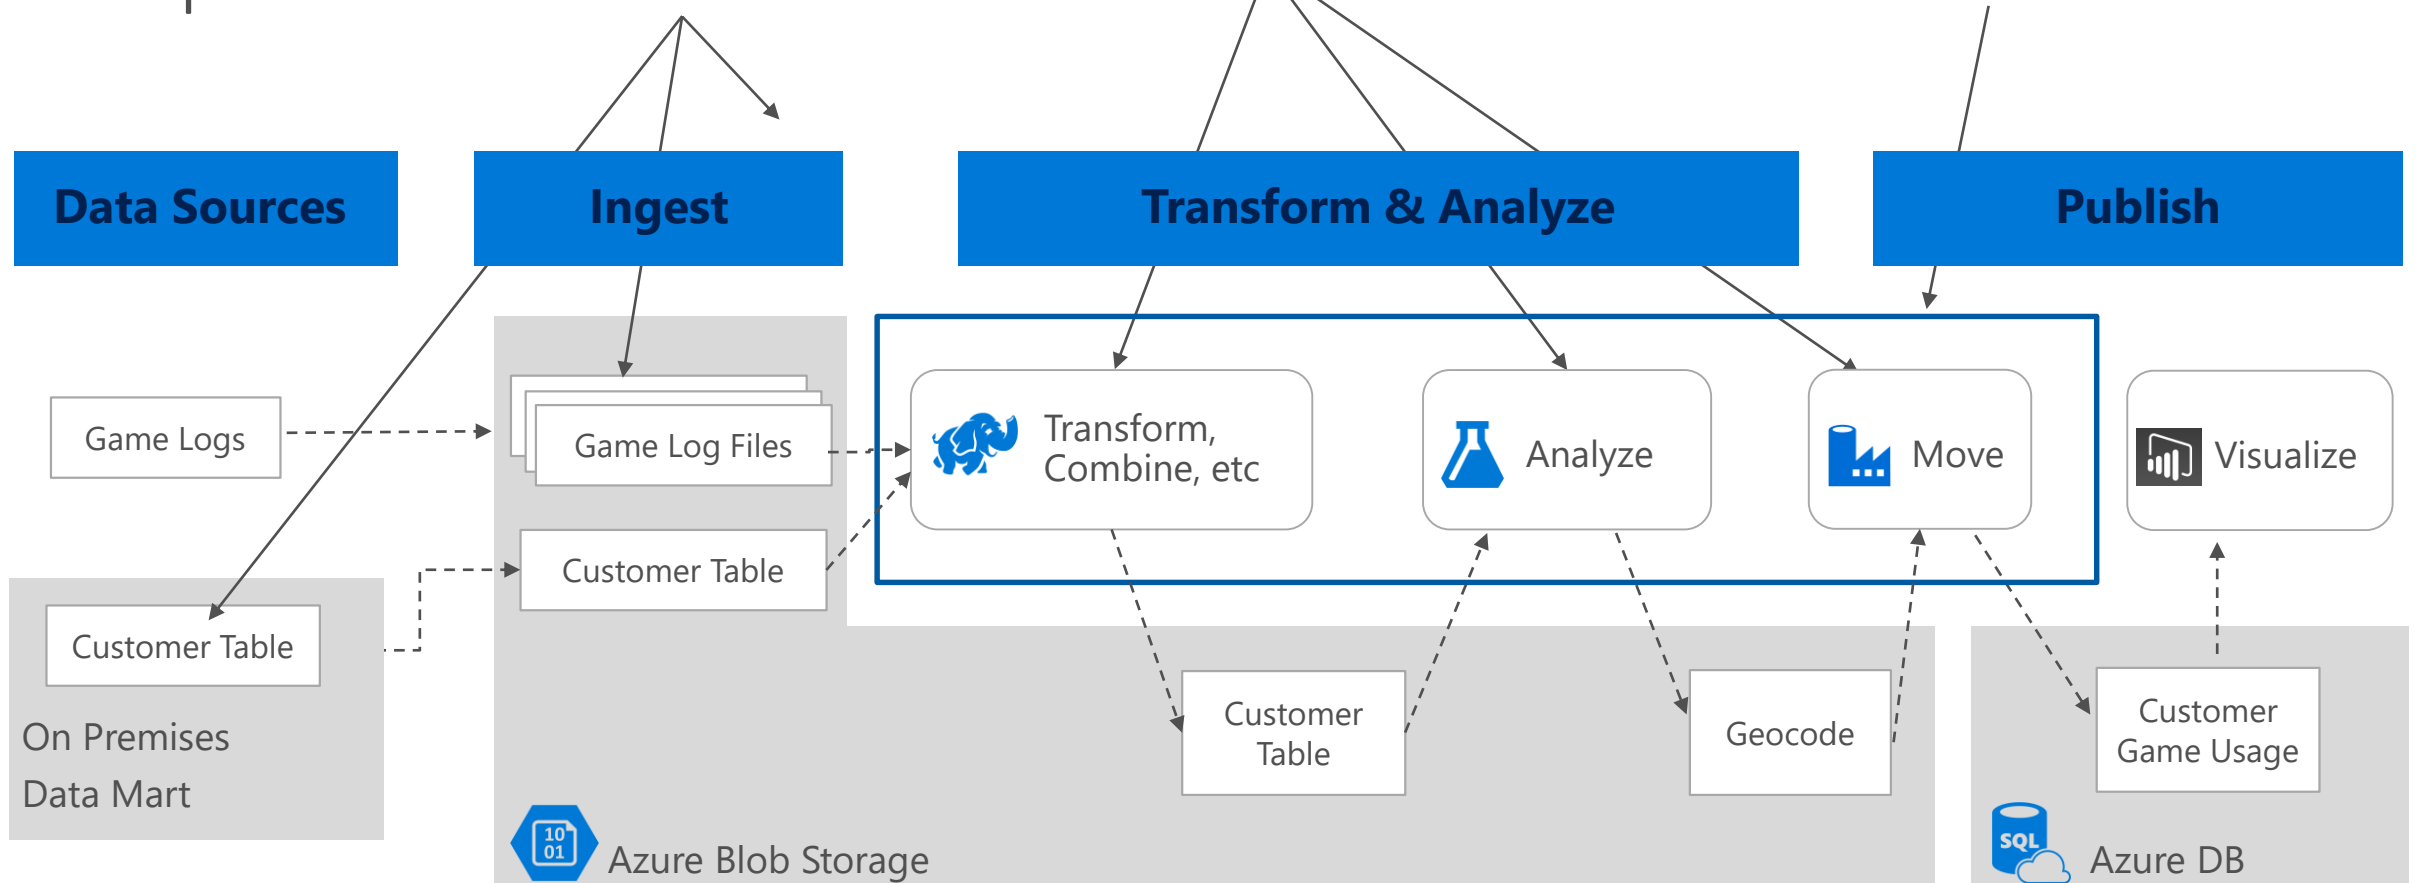 Data Sources
Ingest
Transform & Analyze
Publish
Game Logs
Game Log Files
Transform,
Combine, etc
Analyze
Move
Visualize
Customer Table
Customer Table
On Premises
Data Mart
Customer
Table
Geocode
Customer
Game Usage
10
01
Azure Blob Storage
SQL
Azure DB